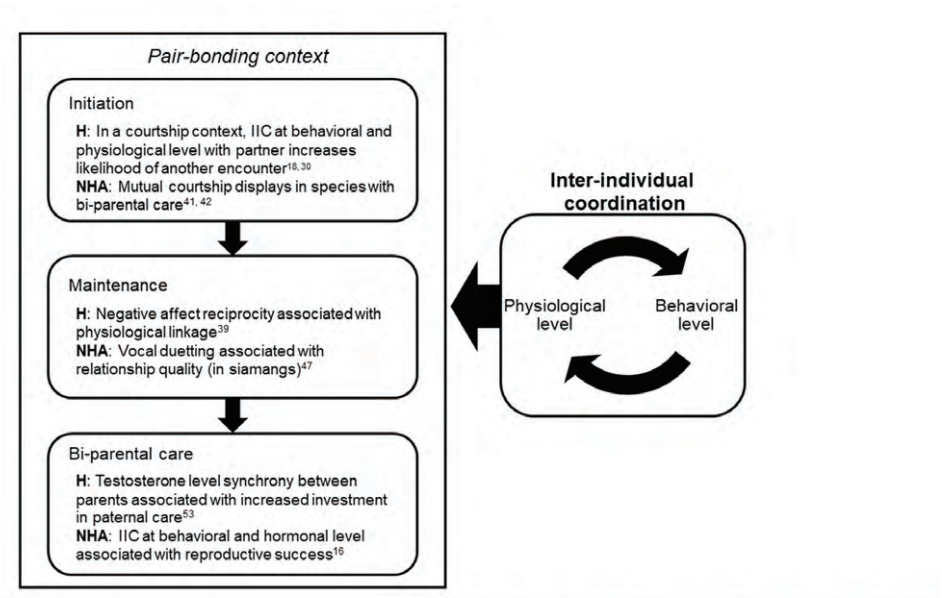 Pair-bonding context
Initiation
H: In a courtship context, IIC at behavioral and
physiological level with partner increases
likelihood of another encounter18, 30
NHA: Mutual courtship displays in species with
bi-parental care41, 42
Maintenance
H: Negative affect reciprocity associated with
physiological linkage39
NHA: Vocal duetting associated with
relationship quality (in siamangs)47
Bi-parental care
H: Testosterone level synchrony between
parents associated with increased investment
in paternal care53
NHA: IIC at behavioral and hormonal level
associated with reproductive success16
Inter-individual
coordination
Physiological
level
Behavioral
level